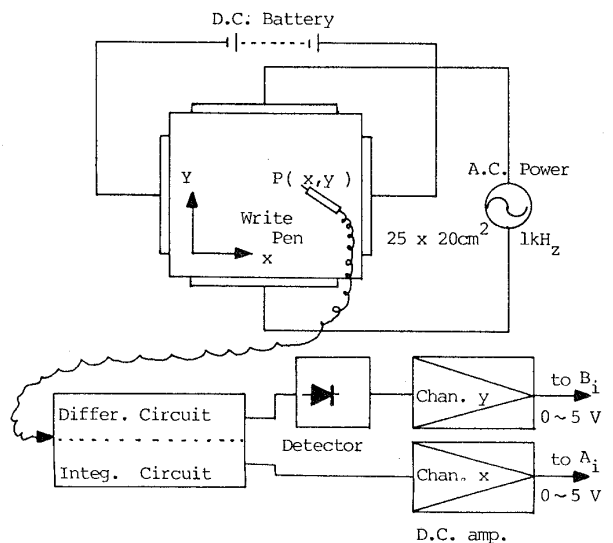 D.C. Battery
A.C. Power
Y
P( x,y )
Write
Pen
x
25 x 20cm²
1kHz
Differ. Circuit
Integ. Circuit
Detector
Chan. y
to Bi
0~5 V
Chan. x
to Ai
0~5 V
D.C. amp.